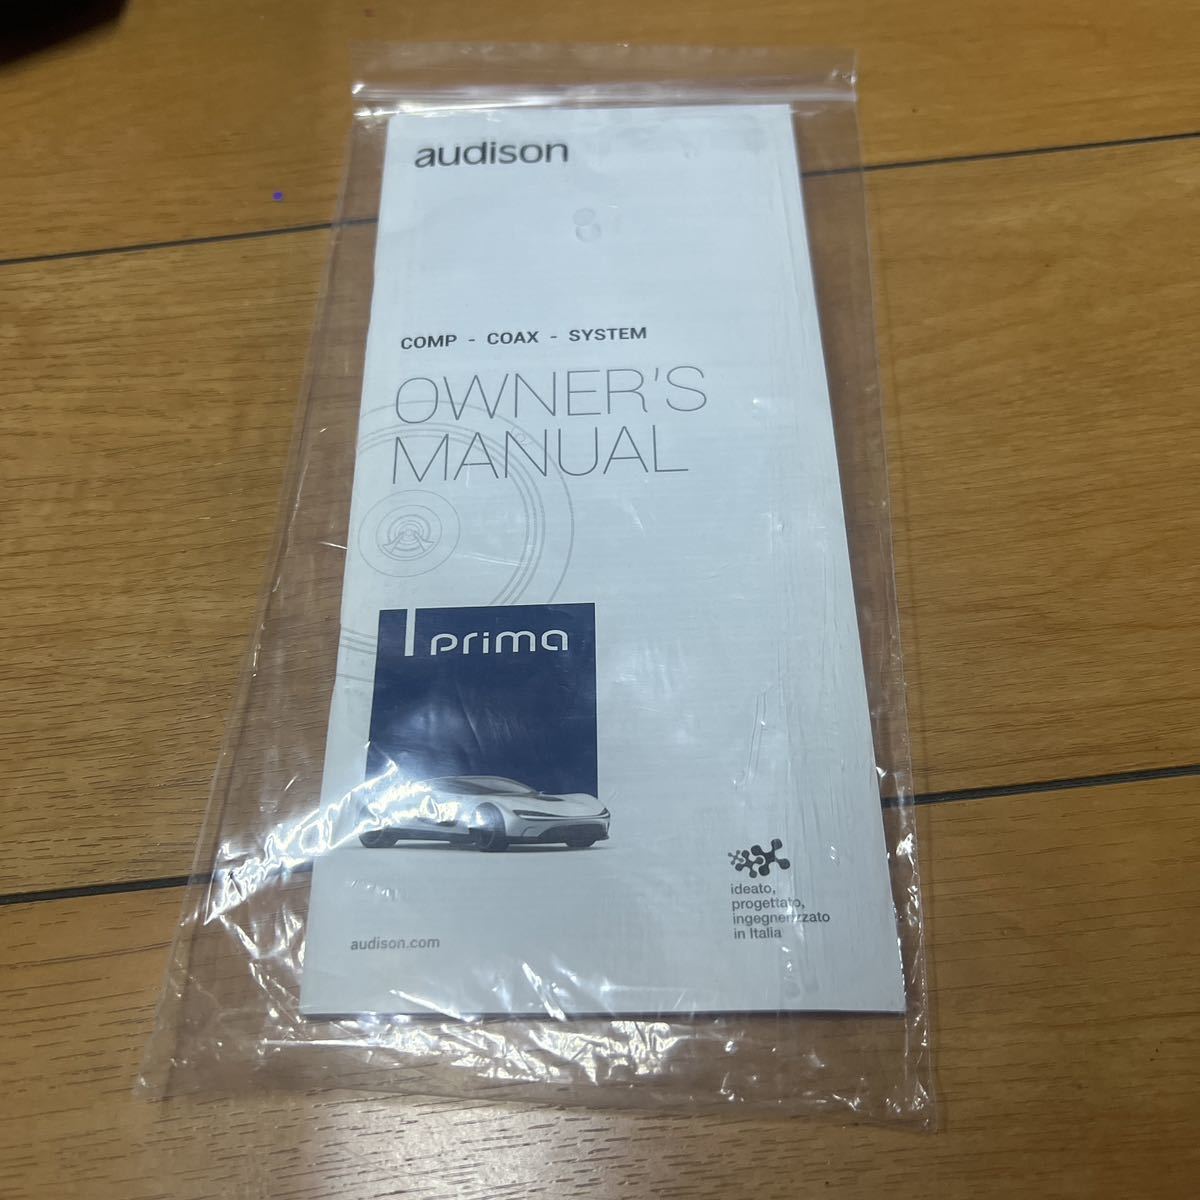 audison
COMP - COAX - SYSTEM
OWNER'S
MANUAL
prima
ideato,
progettato,
ingegnerizzato
in Italia
audison.com